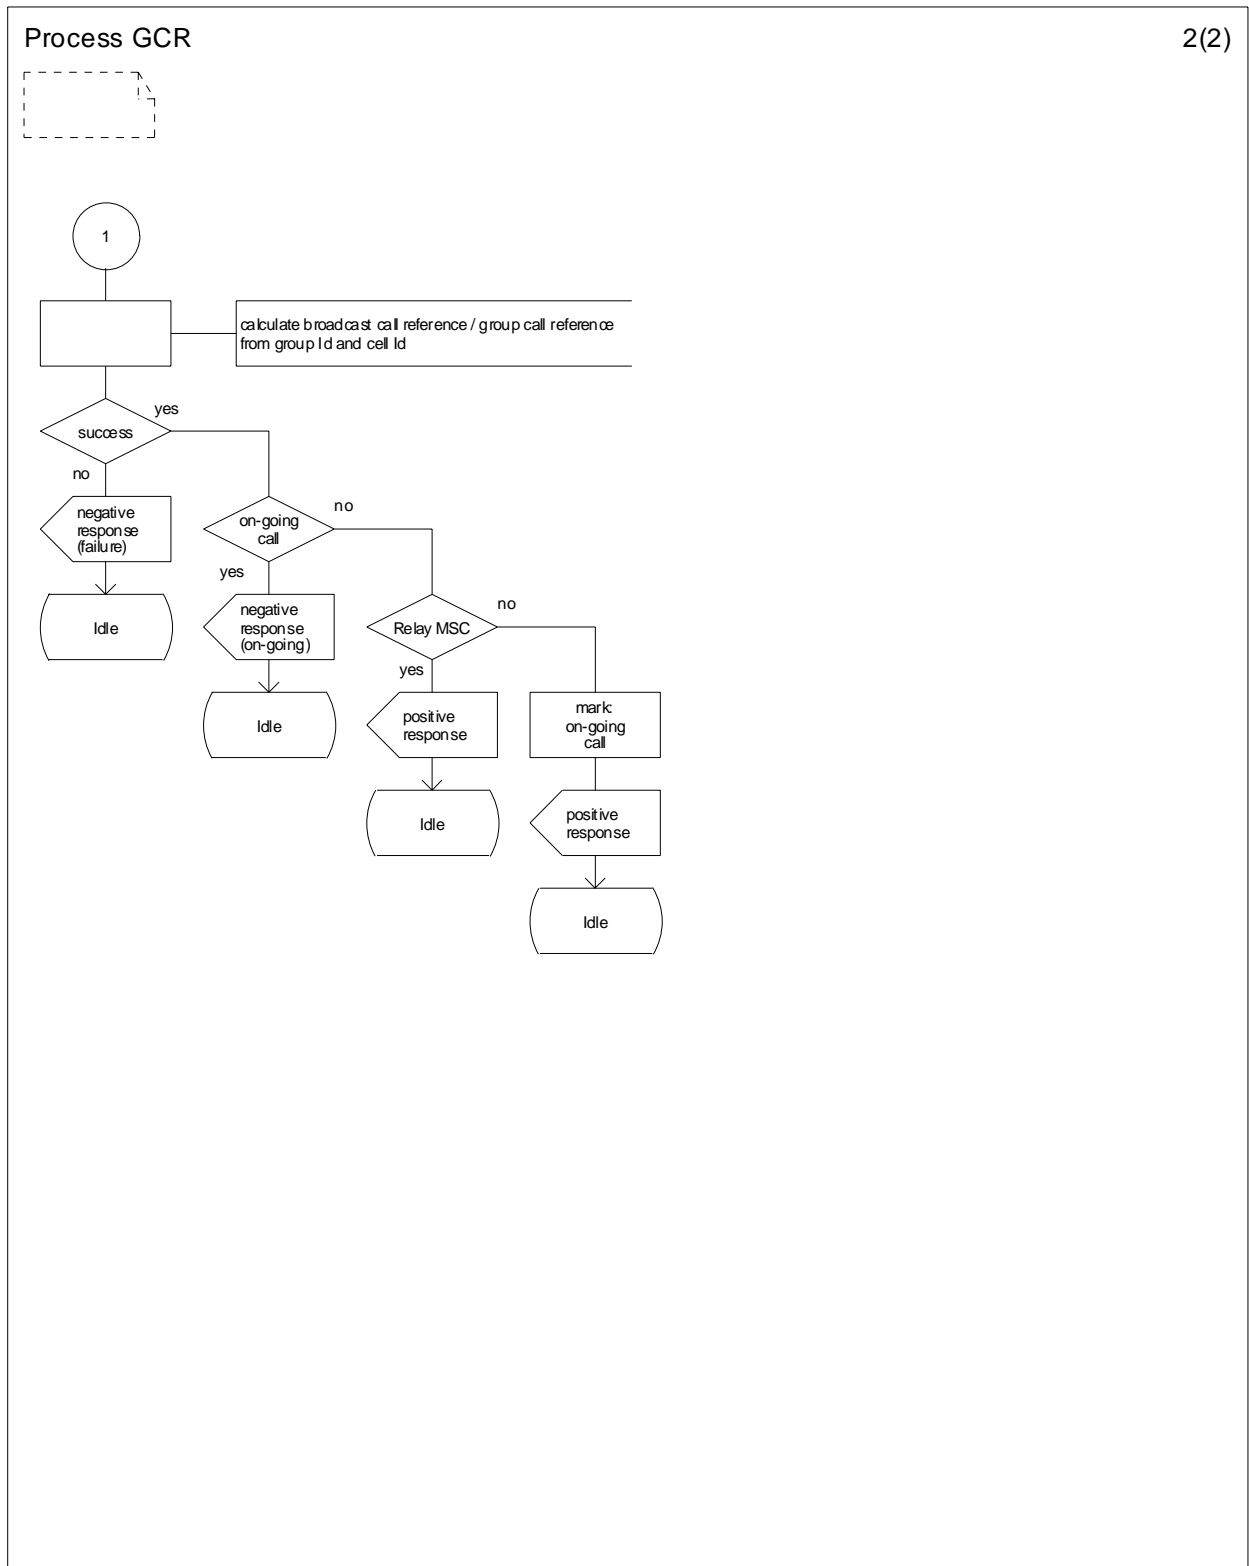 Process GCR
2(2)
1
calculate broadcast call reference / group call reference
from group Id and cell Id
yes
success
no
no
negative
response
(failure)
on-going
call
yes
Idle
negative
response
(on-going)
no
Relay MSC
yes
Idle
positive
response
mark:
on-going
call
Idle
positive
response
Idle